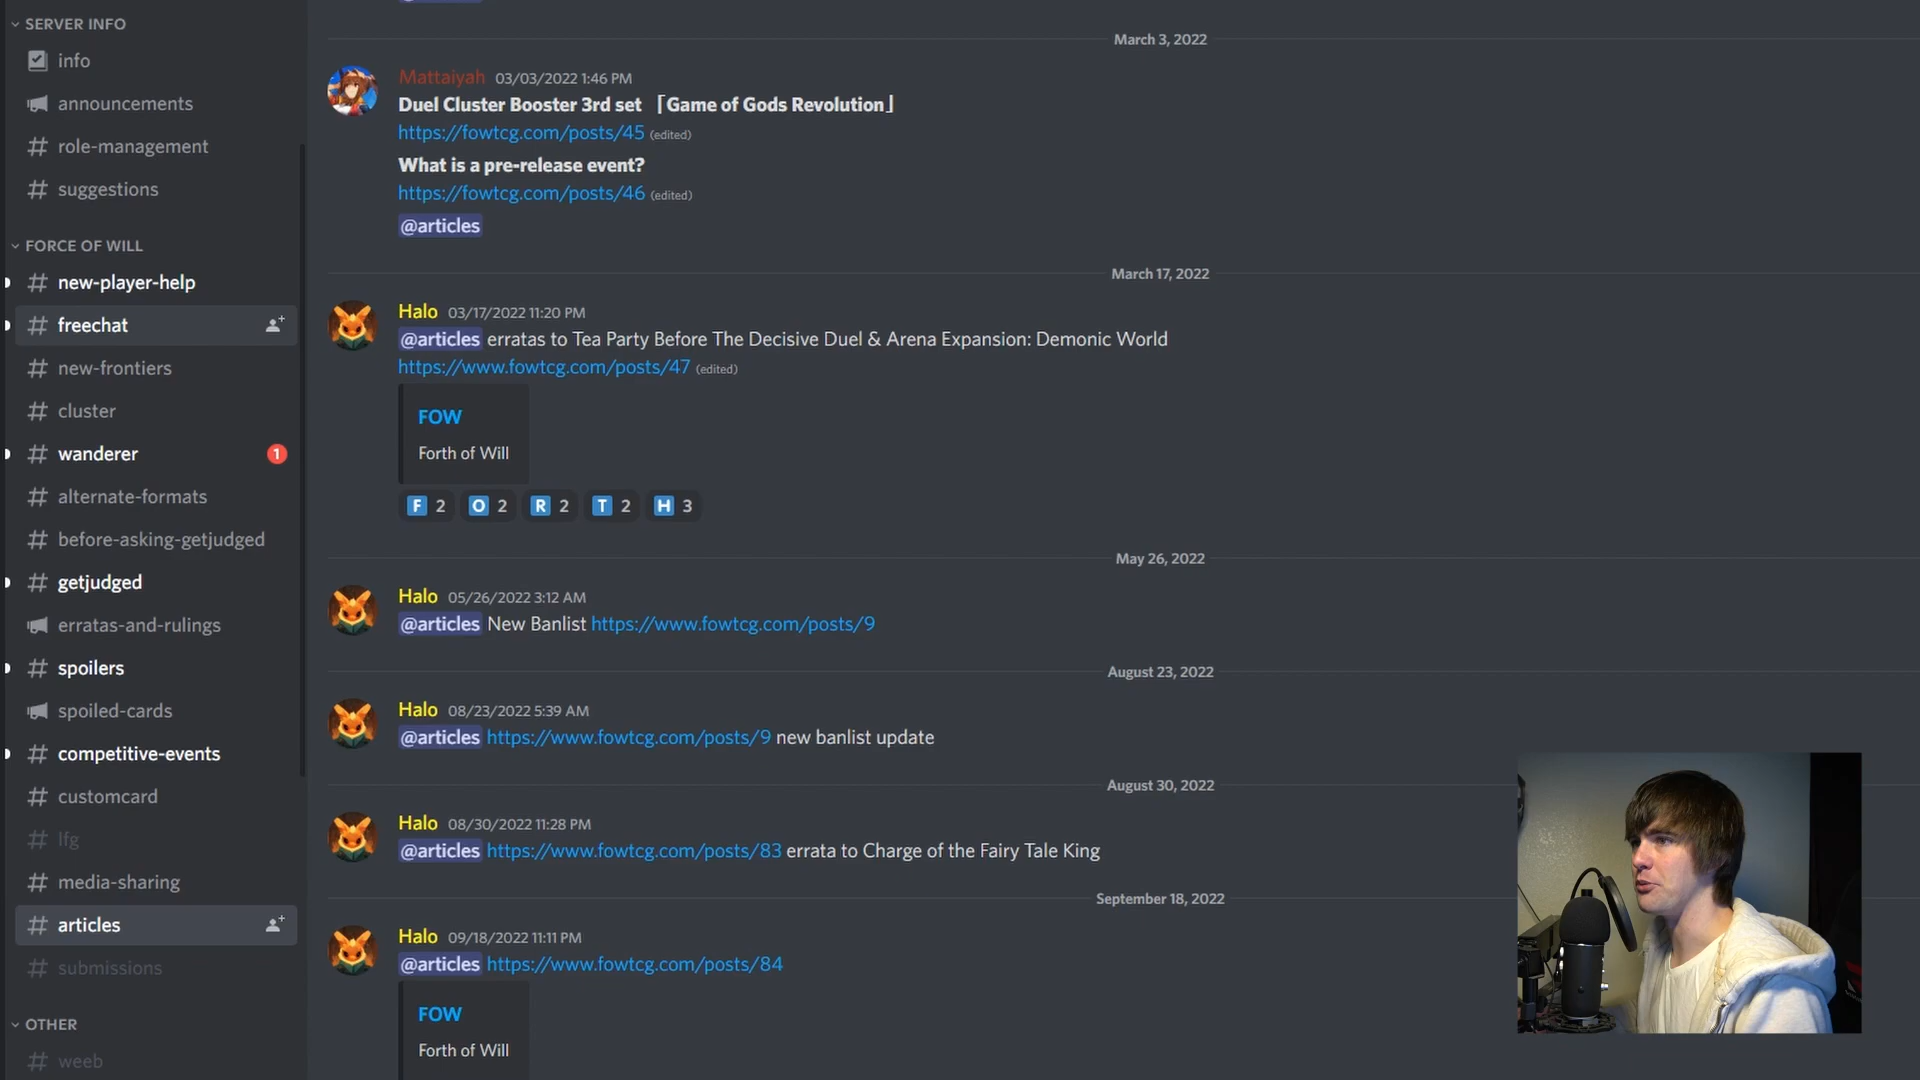 SERVER INFO
info
announcements
role-management
suggestions
FORCE OF WILL
new-player-help
freechat
new-frontiers
cluster
wanderer 1
alternate-formats
before-asking-getjudged
getjudged
erratas-and-rulings
spoilers
spoiled-cards
competitive-events
customcard
lfg
media-sharing
articles
submissions
OTHER
weeb
March 3, 2022
Mattaiyah 03/03/2022 1:46 PM
Duel Cluster Booster 3rd set 「Game of Gods Revolution」
https://fowtcg.com/posts/45 (edited)
What is a pre-release event?
https://fowtcg.com/posts/46 (edited)
@articles
March 17, 2022
Halo 03/17/2022 11:20 PM
@articles erratas to Tea Party Before The Decisive Duel & Arena Expansion: Demonic World
https://www.fowtcg.com/posts/47 (edited)
FOW
Forth of Will
F 2 O 2 R 2 T 2 H 3
May 26, 2022
Halo 05/26/2022 3:12 AM
@articles New Banlist https://www.fowtcg.com/posts/9
August 23, 2022
Halo 08/23/2022 5:39 AM
@articles https://www.fowtcg.com/posts/9 new banlist update
August 30, 2022
Halo 08/30/2022 11:28 PM
@articles https://www.fowtcg.com/posts/83 errata to Charge of the Fairy Tale King
September 18, 2022
Halo 09/18/2022 11:11 PM
@articles https://www.fowtcg.com/posts/84
FOW
Forth of Will